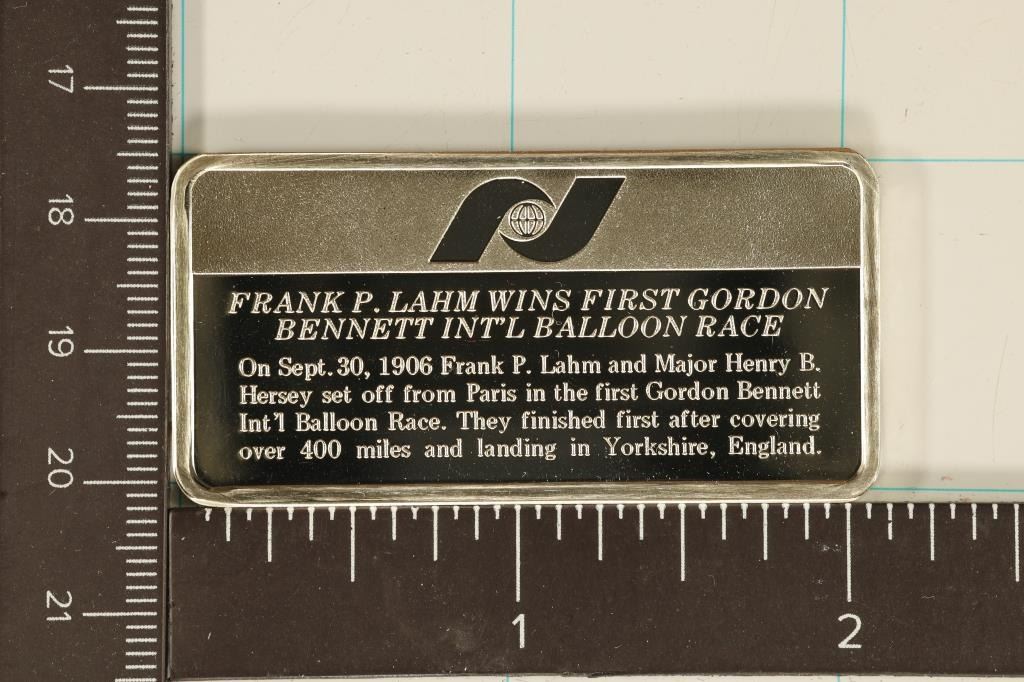 17
18
19
20
21
FRANK P. LAHM WINS FIRST GORDON
BENNETT INT'L BALLOON RACE
On Sept. 30, 1906 Frank P. Lahm and Major Henry B.
Hersey set off from Paris in the first Gordon Bennett
Int'l Balloon Race. They finished first after covering
over 400 miles and landing in Yorkshire, England.
1
2